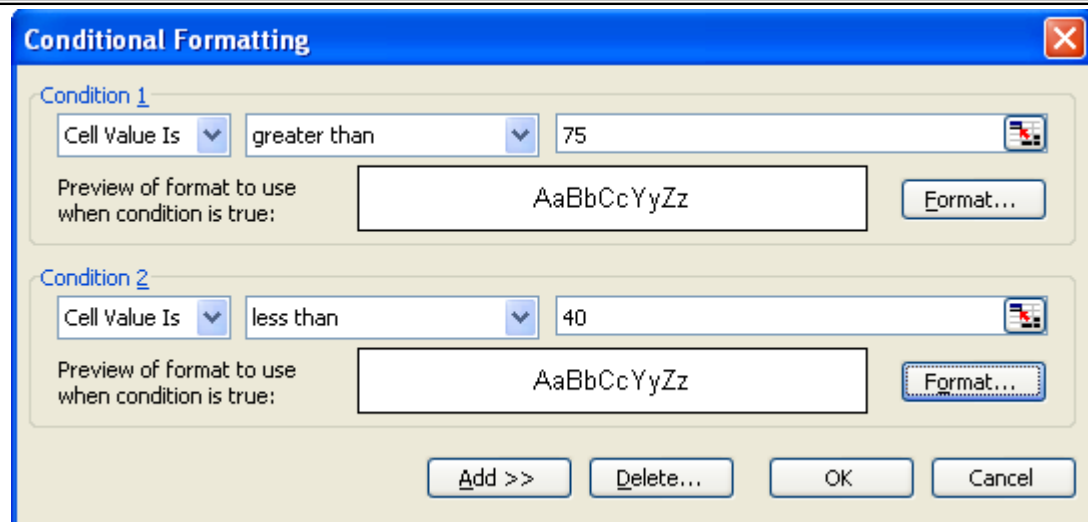 Conditional Formatting
Condition 1
Cell Value Is greater than 75
Preview of format to use
when condition is true:
AaBbCcYyZz Format...
Condition 2
Cell Value Is less than 40
Preview of format to use
when condition is true:
AaBbCcYyZz Format...
Add >> Delete... OK Cancel